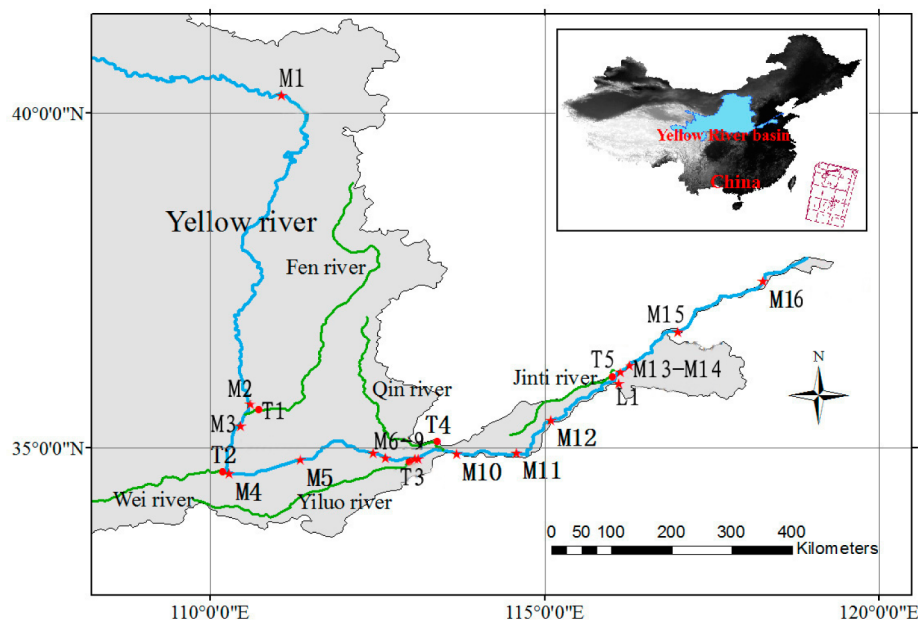 M1
40°0'0"N
Yellow River basin
China
Yellow river
Fen river
M16
M15
N
T5
M13-M14
Jinti river
L1
Qin river
M2
T1
M3
T4
M12
35°0'0"N
M6-9
T2
M5
T3
M10
M11
M4
Wei river
Yiluo river
0 50 100 200 300 400
Kilometers
110°0'0"E
115°0'0"E
120°0'0"E